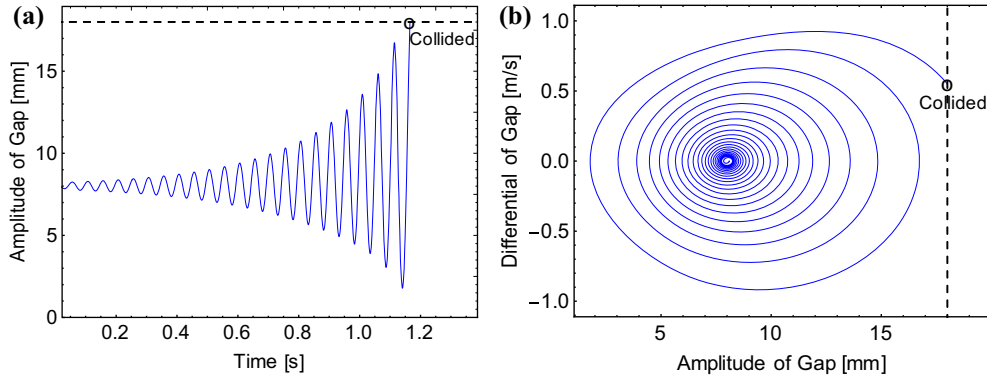 (a)
Amplitude of Gap [mm]
15
10
5
0
0.2 0.4 0.6 0.8 1.0 1.2
Time [s]
Collided
(b)
Differential of Gap [m/s]
1.0
0.5
0.0
−0.5
−1.0
5 10 15
Amplitude of Gap [mm]
Collided